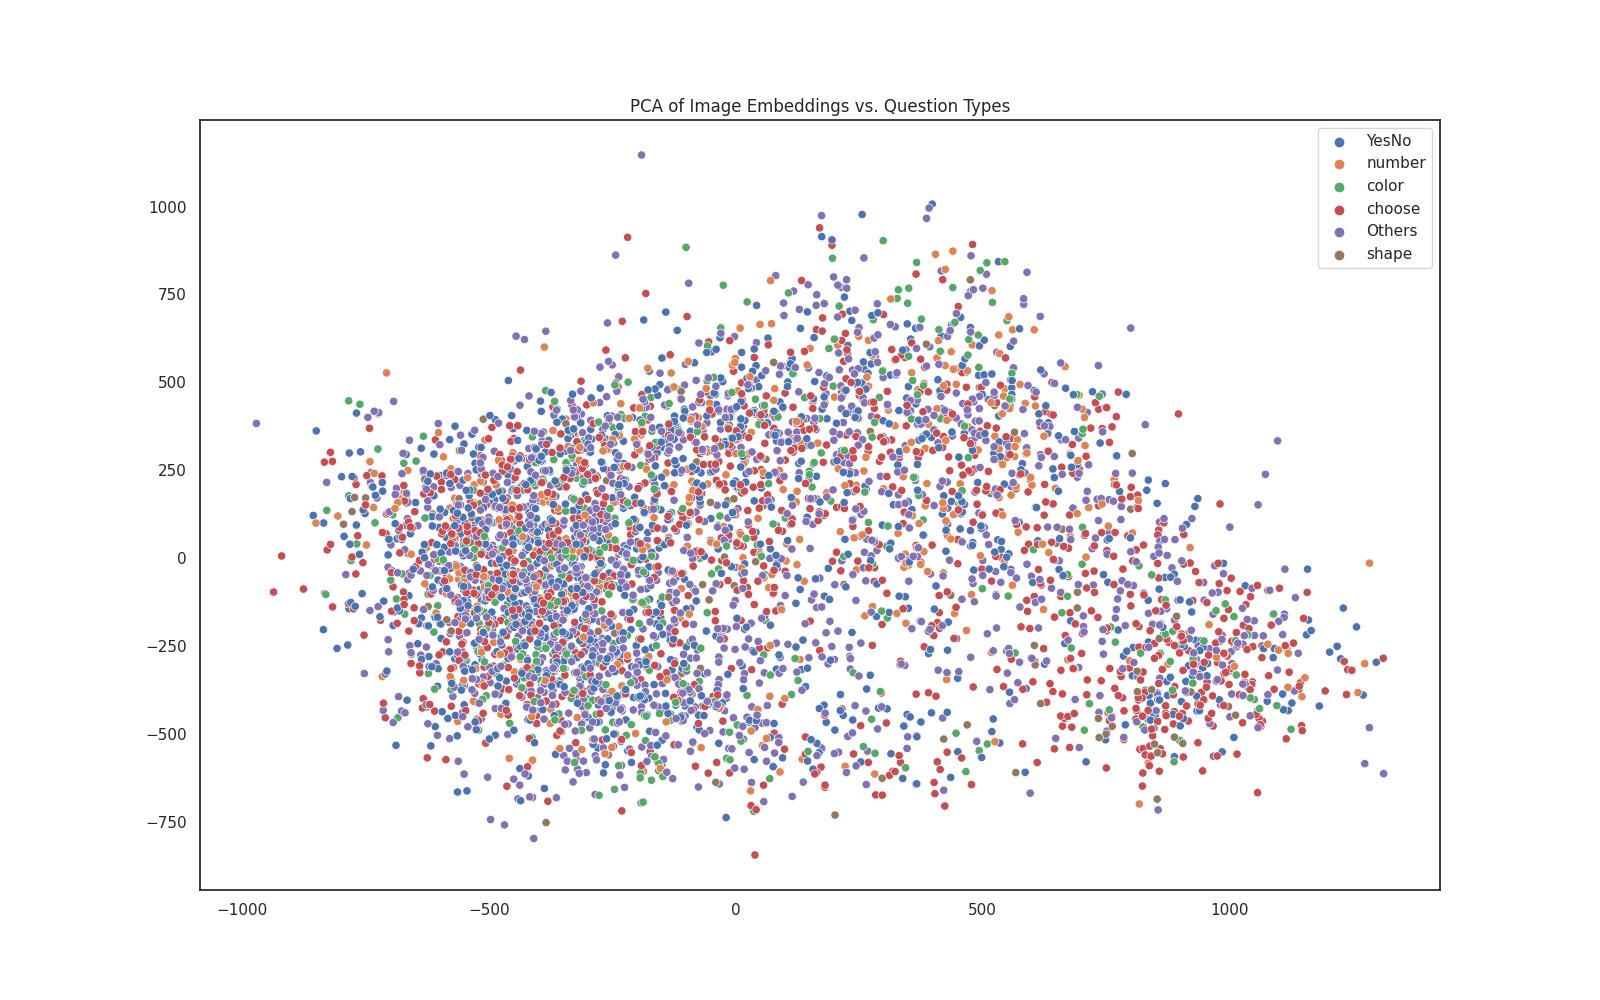 PCA of Image Embeddings vs. Question Types
YesNo
number
color
choose
Others
shape
1000
750
500
250
0
−250
−500
−750
−1000
−500
0
500
1000